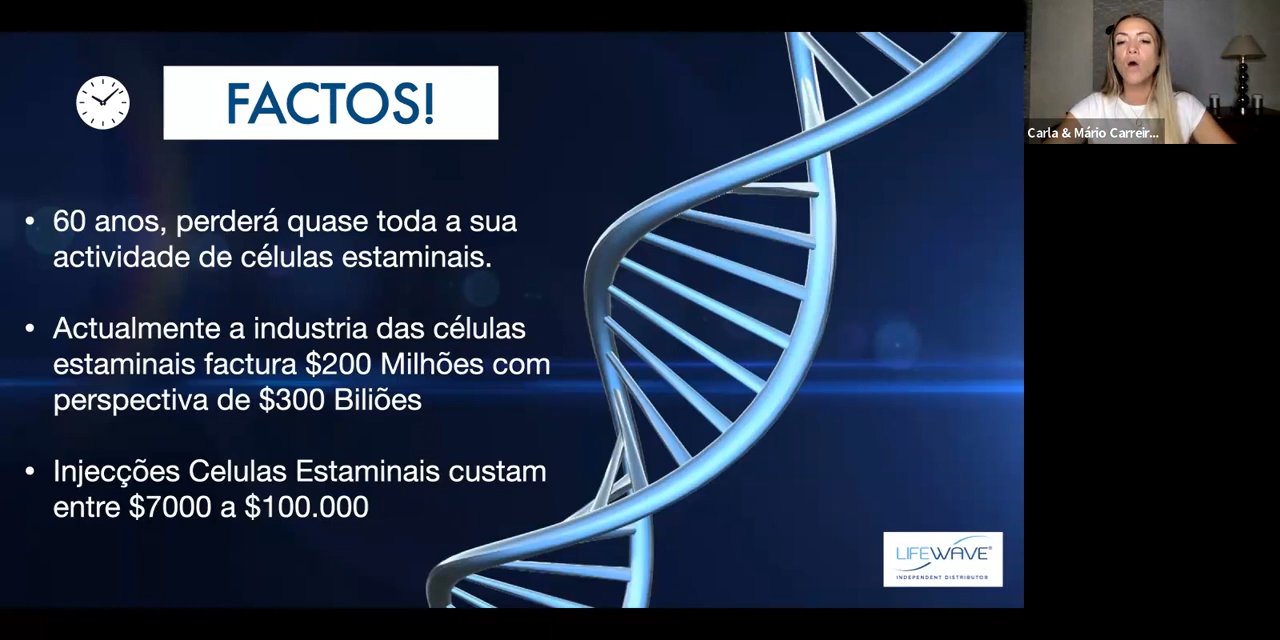 FACTOS!
• 60 anos, perderá quase toda a sua
actividade de células estaminais.
• Actualmente a industria das células
estaminais factura $200 Milhões com
perspectiva de $300 Biliões
• Injecções Celulas Estaminais custam
entre $7000 a $100.000
LIFEWAVE®
INDEPENDENT DISTRIBUTOR
Carla & Mário Carreir...